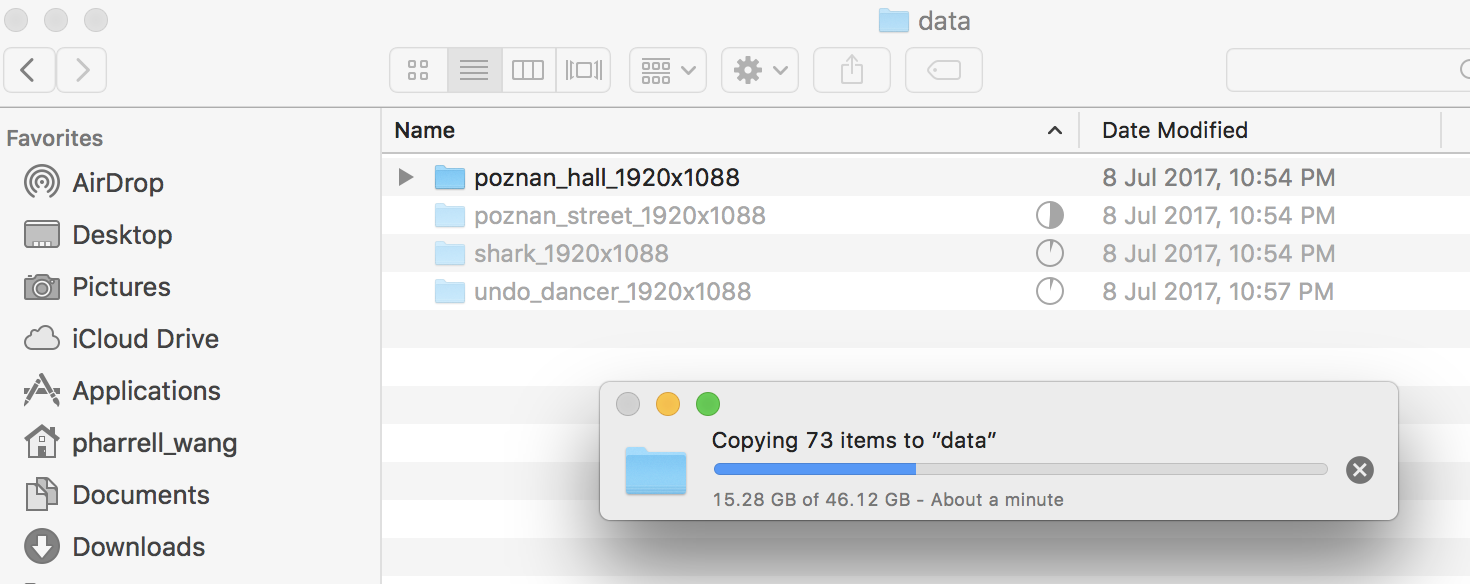 data
Favorites
AirDrop
Desktop
Pictures
iCloud Drive
Applications
pharrell_wang
Documents
Downloads
Name Date Modified
poznan_hall_1920x1088 8 Jul 2017, 10:54 PM
poznan_street_1920x1088 8 Jul 2017, 10:54 PM
shark_1920x1088 8 Jul 2017, 10:54 PM
undo_dancer_1920x1088 8 Jul 2017, 10:57 PM
Copying 73 items to “data”
15.28 GB of 46.12 GB - About a minute